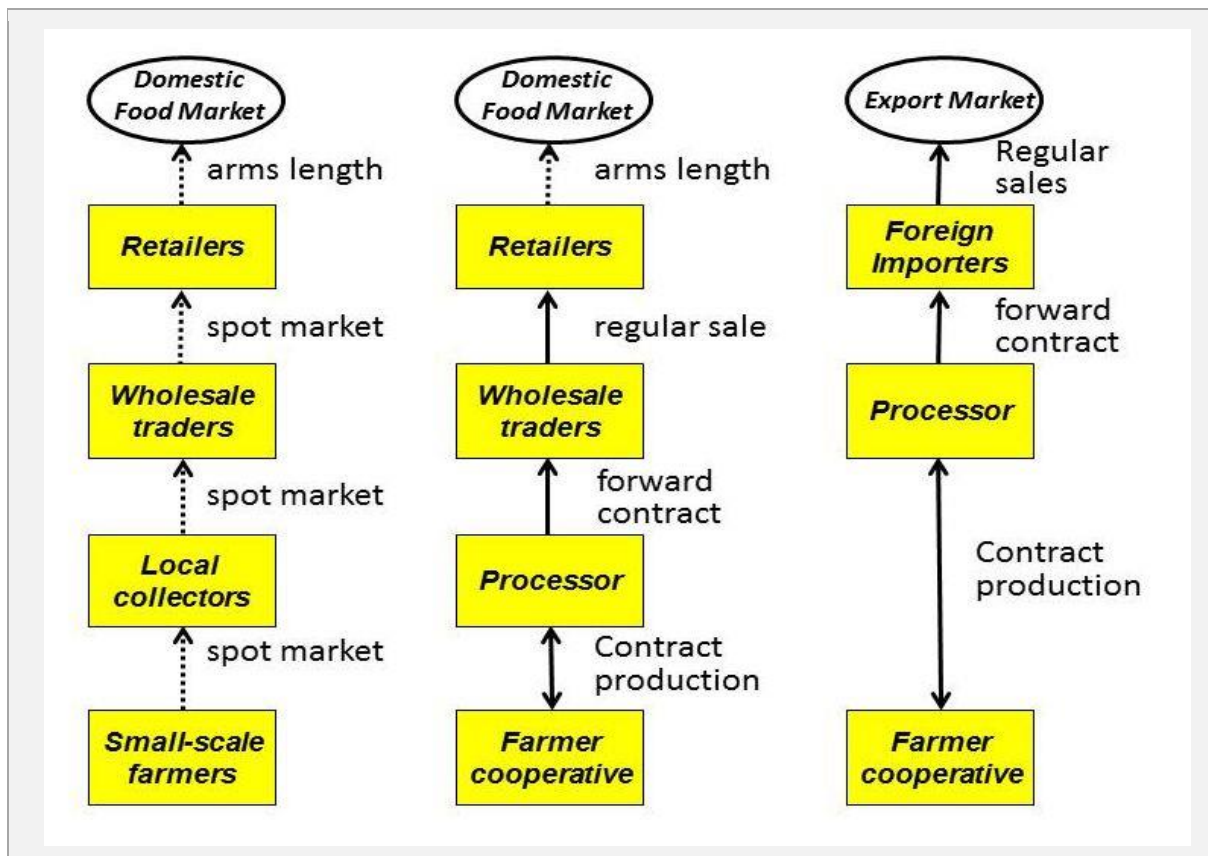 Domestic
Food Market
arms length
Retailers
spot market
Wholesale
traders
spot market
Local
collectors
spot market
Small-scale
farmers
Domestic
Food Market
arms length
Retailers
regular sale
Wholesale
traders
forward
contract
Processor
Contract
production
Farmer
cooperative
Export Market
Regular
sales
Foreign
Importers
forward
contract
Processor
Contract
production
Farmer
cooperative